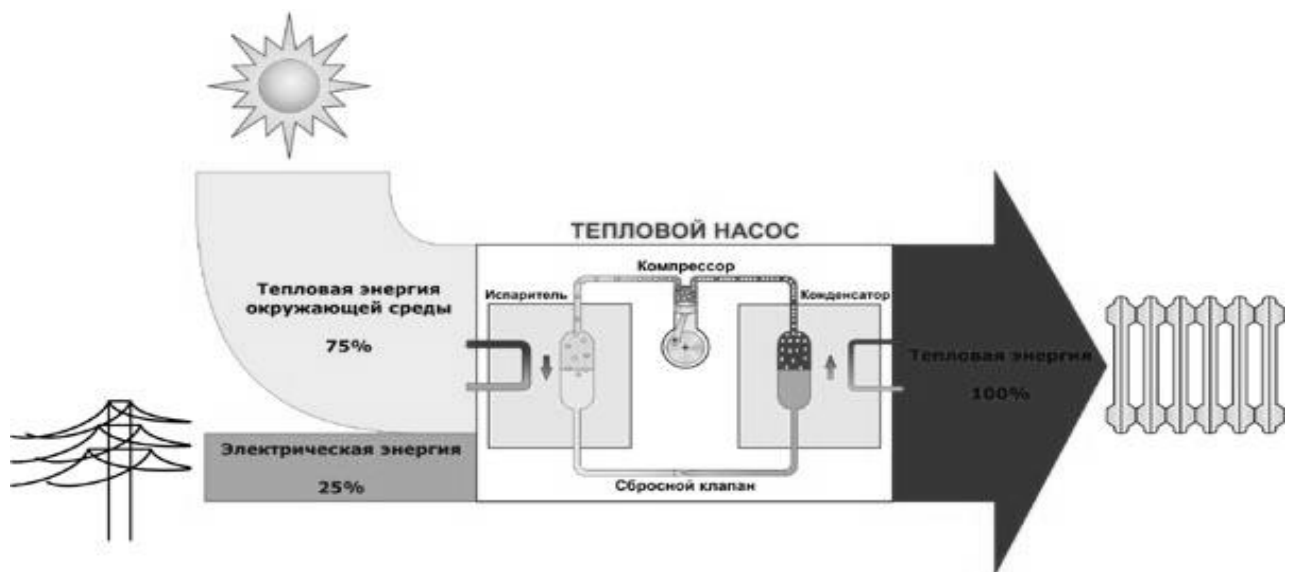 ТЕПЛОВОЙ НАСОС
Компрессор
Испаритель
Конденсатор
Тепловая энергия
окружающей среды
75%
Тепловая энергия
100%
Электрическая энергия
25%
Сбросной клапан